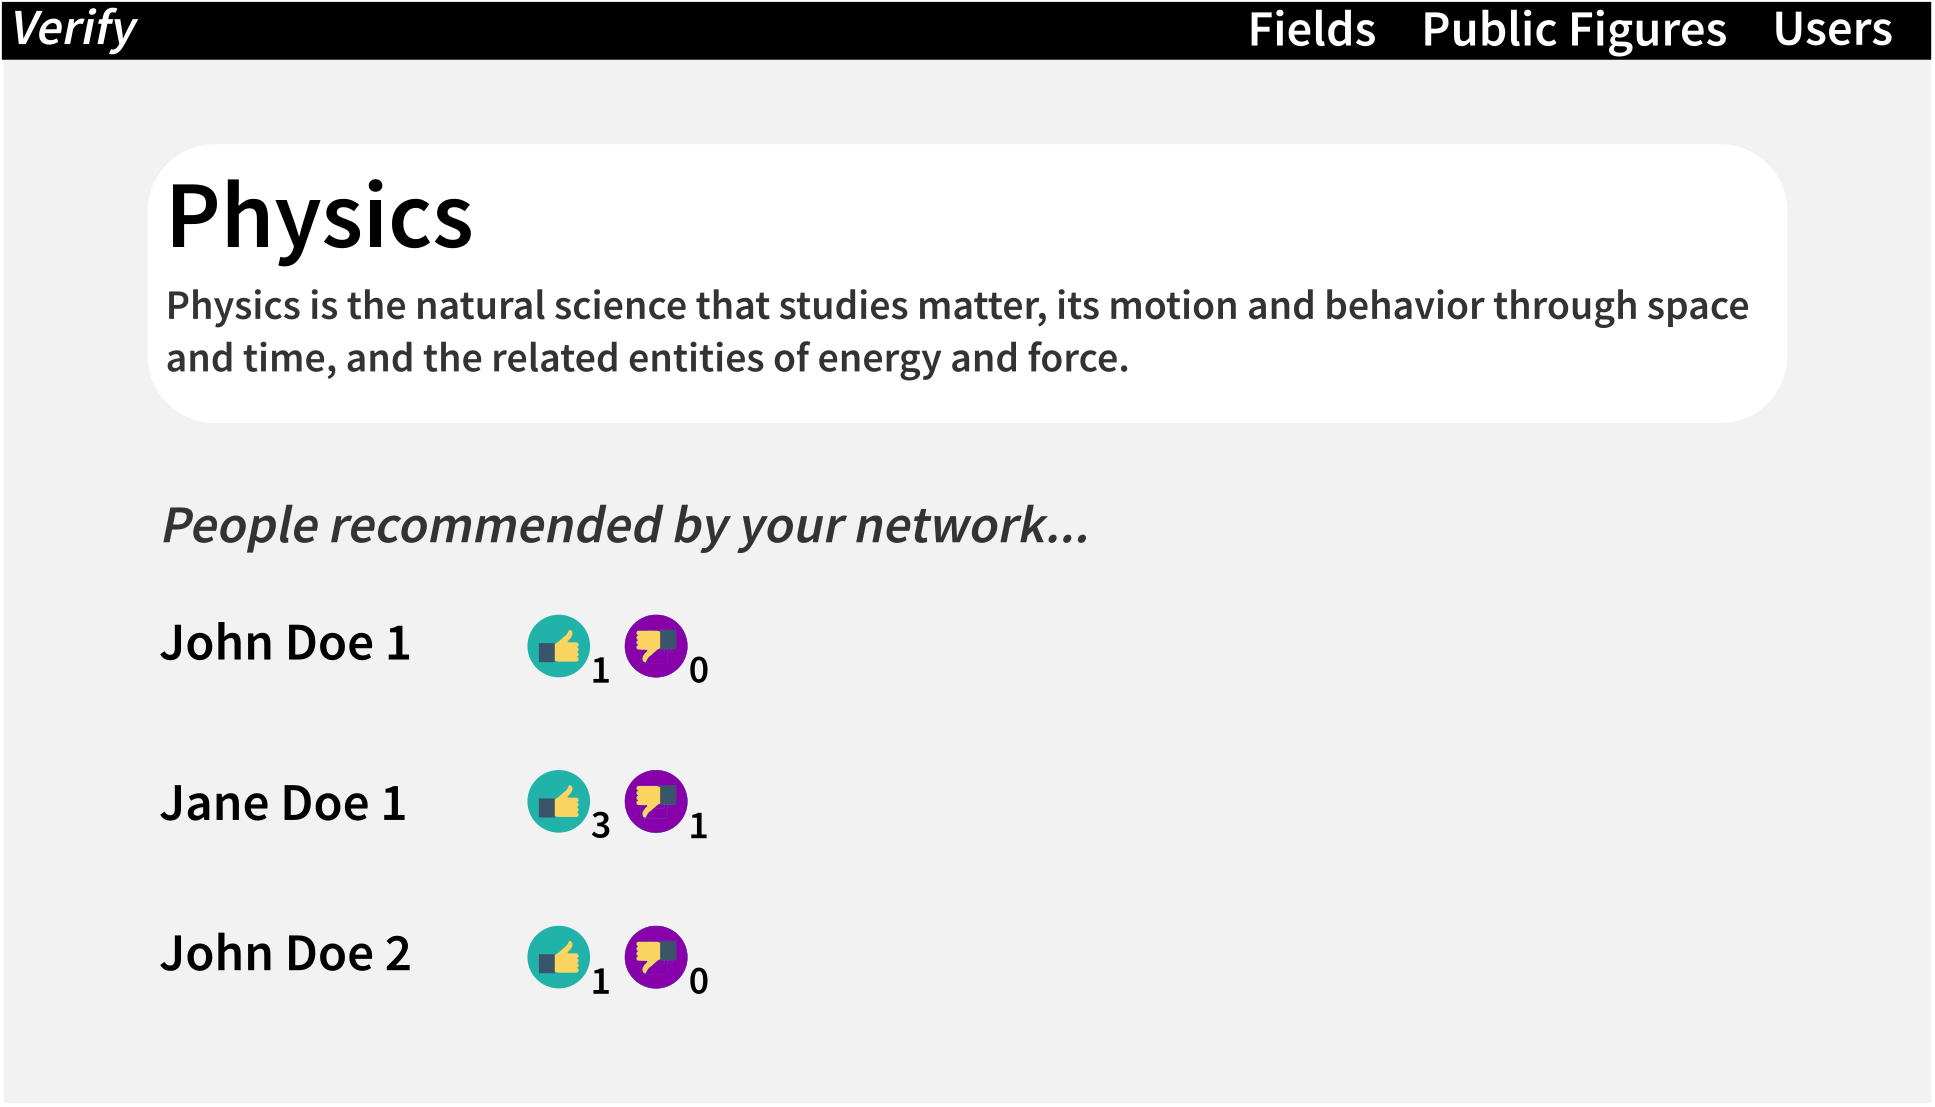 Verify Fields Public Figures Users
Physics
Physics is the natural science that studies matter, its motion and behavior through space
and time, and the related entities of energy and force.
People recommended by your network...
John Doe 1 1 0
Jane Doe 1 3 1
John Doe 2 1 0